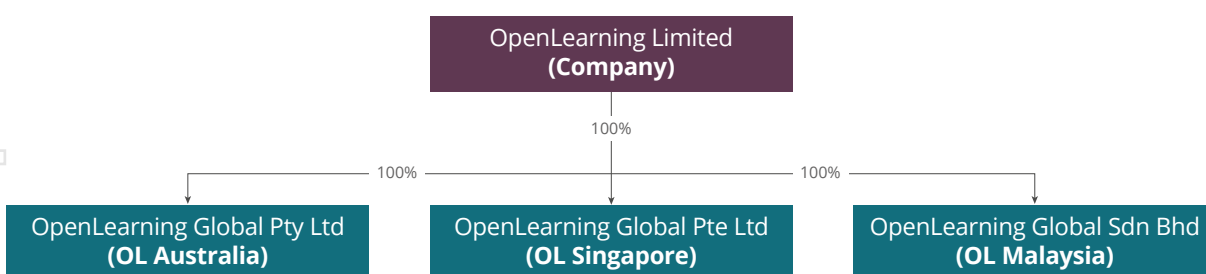 OpenLearning Limited
(Company)
100%
100%
100%
OpenLearning Global Pty Ltd
(OL Australia)
OpenLearning Global Pte Ltd
(OL Singapore)
OpenLearning Global Sdn Bhd
(OL Malaysia)